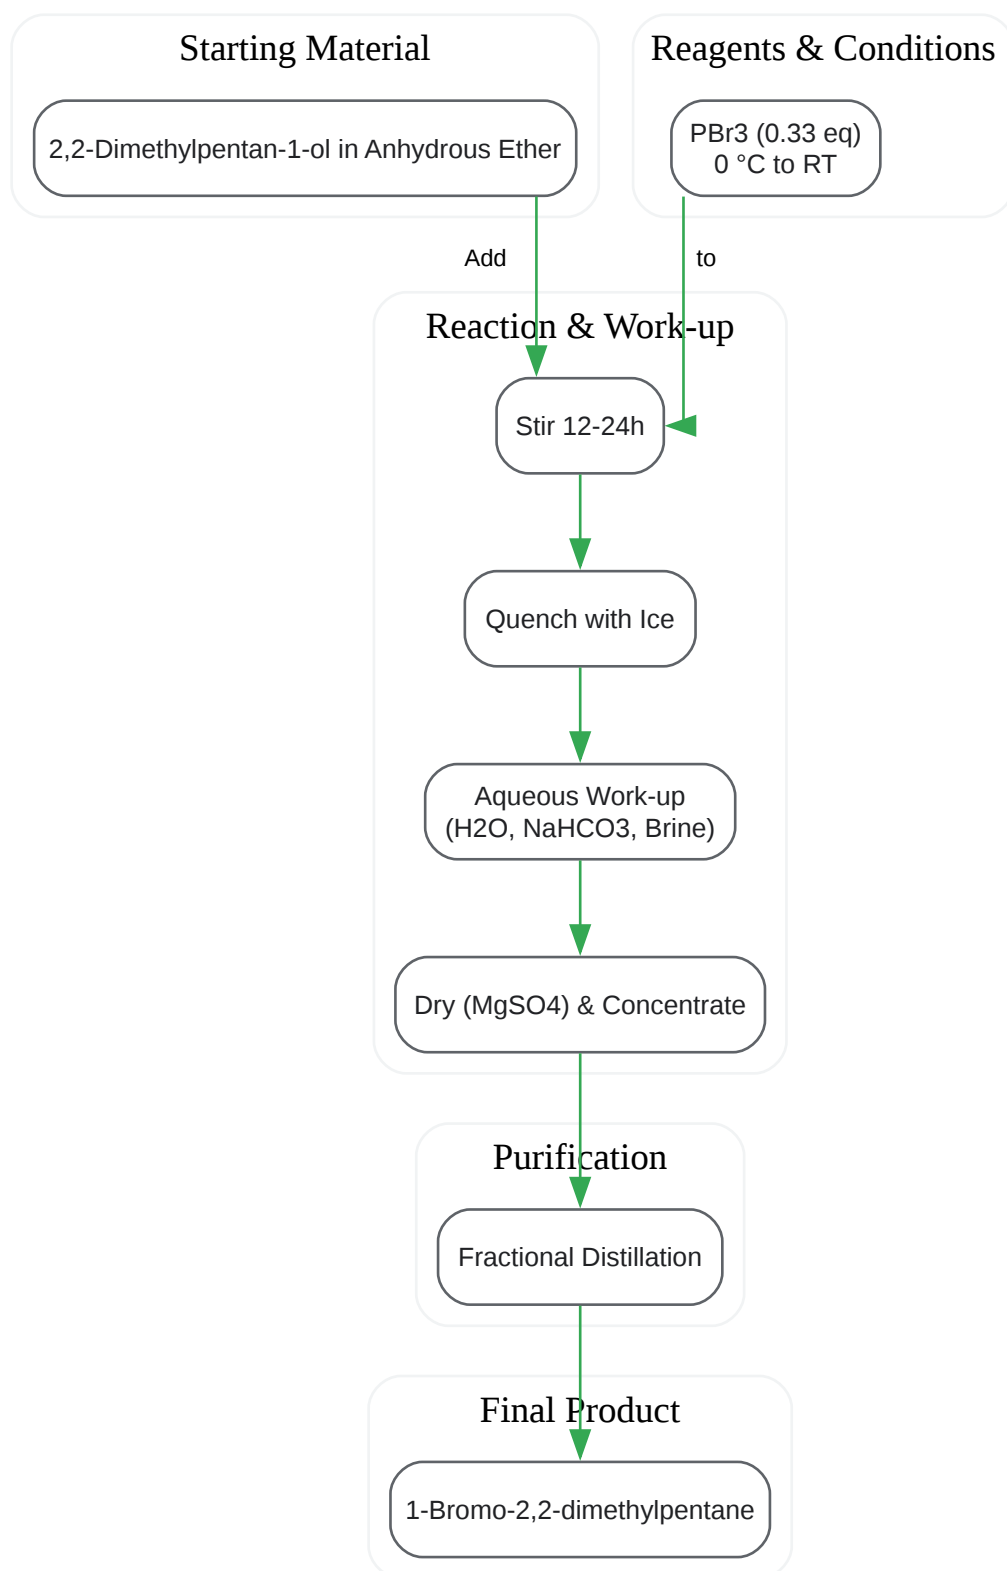 Starting Material
Reagents & Conditions
2,2-Dimethylpentan-1-ol in Anhydrous Ether
PBr3 (0.33 eq)
0 °C to RT
Add
to
Reaction & Work-up
Stir 12-24h
Quench with Ice
Aqueous Work-up
(H2O, NaHCO3, Brine)
Dry (MgSO4) & Concentrate
Purification
Fractional Distillation
Final Product
1-Bromo-2,2-dimethylpentane